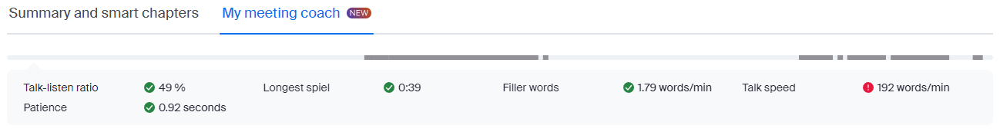 Summary and smart chapters My meeting coach NEW
Talk-listen ratio 49 % Longest spiel 0:39 Filler words 1.79 words/min Talk speed 192 words/min
Patience 0.92 seconds